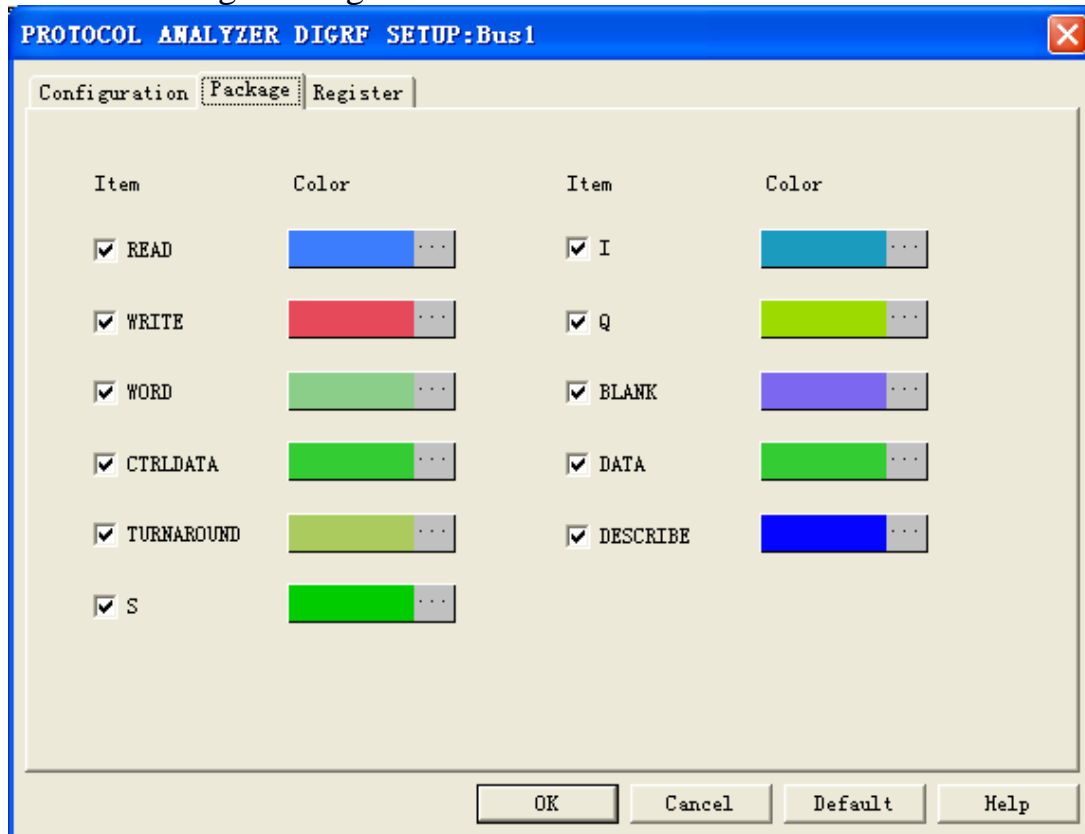 PROTOCOL ANALYZER DIGRF SETUP:Bus1
Configuration Package Register
Item Color Item Color
READ ... I ...
WRITE ... Q ...
WORD ... BLANK ...
CTRLDATA ... DATA ...
TURNAROUND ... DESCRIBE ...
S ...
OK Cancel Default Help